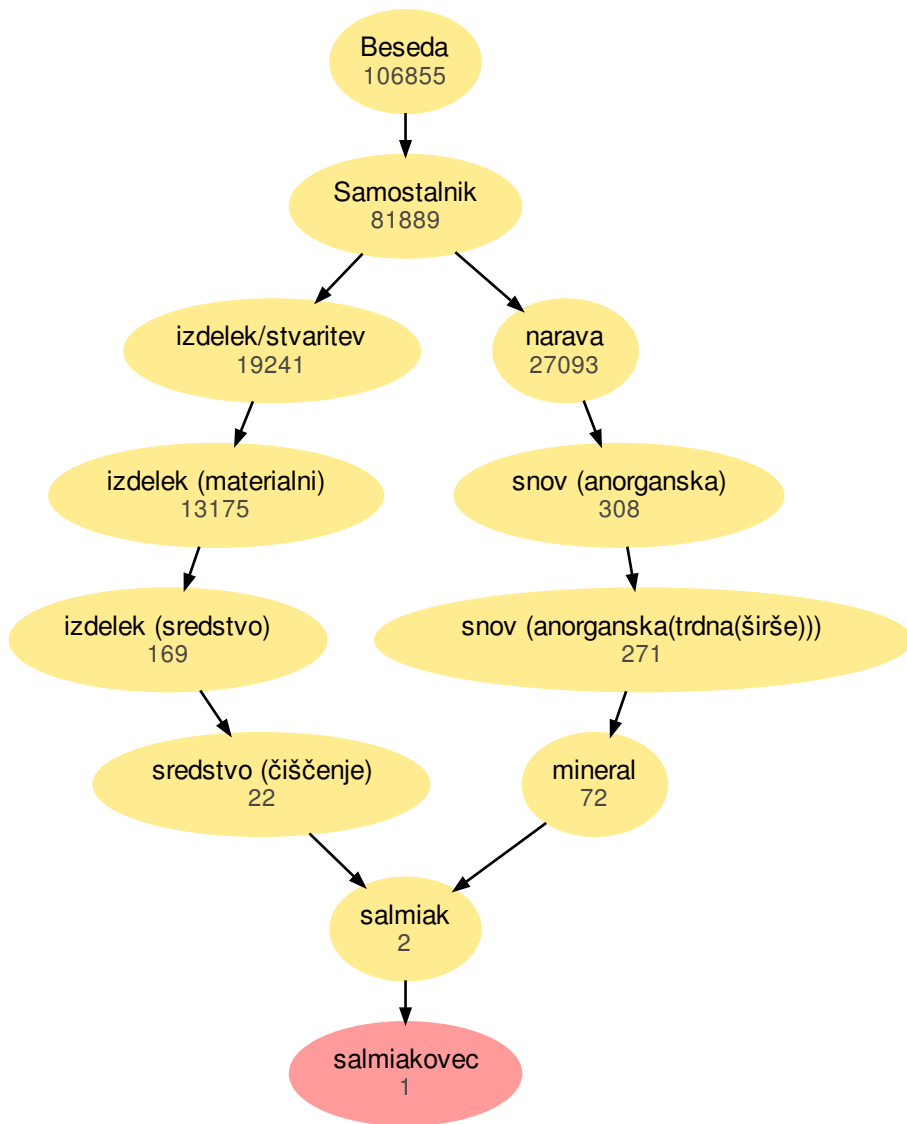 Beseda
106855
Samostalnik
81889
izdelek/stvaritev
19241
narava
27093
izdelek (materialni)
13175
snov (anorganska)
308
izdelek (sredstvo)
169
snov (anorganska(trdna(širše)))
271
sredstvo (čiščenje)
22
mineral
72
salmiak
2
salmiakovec
1